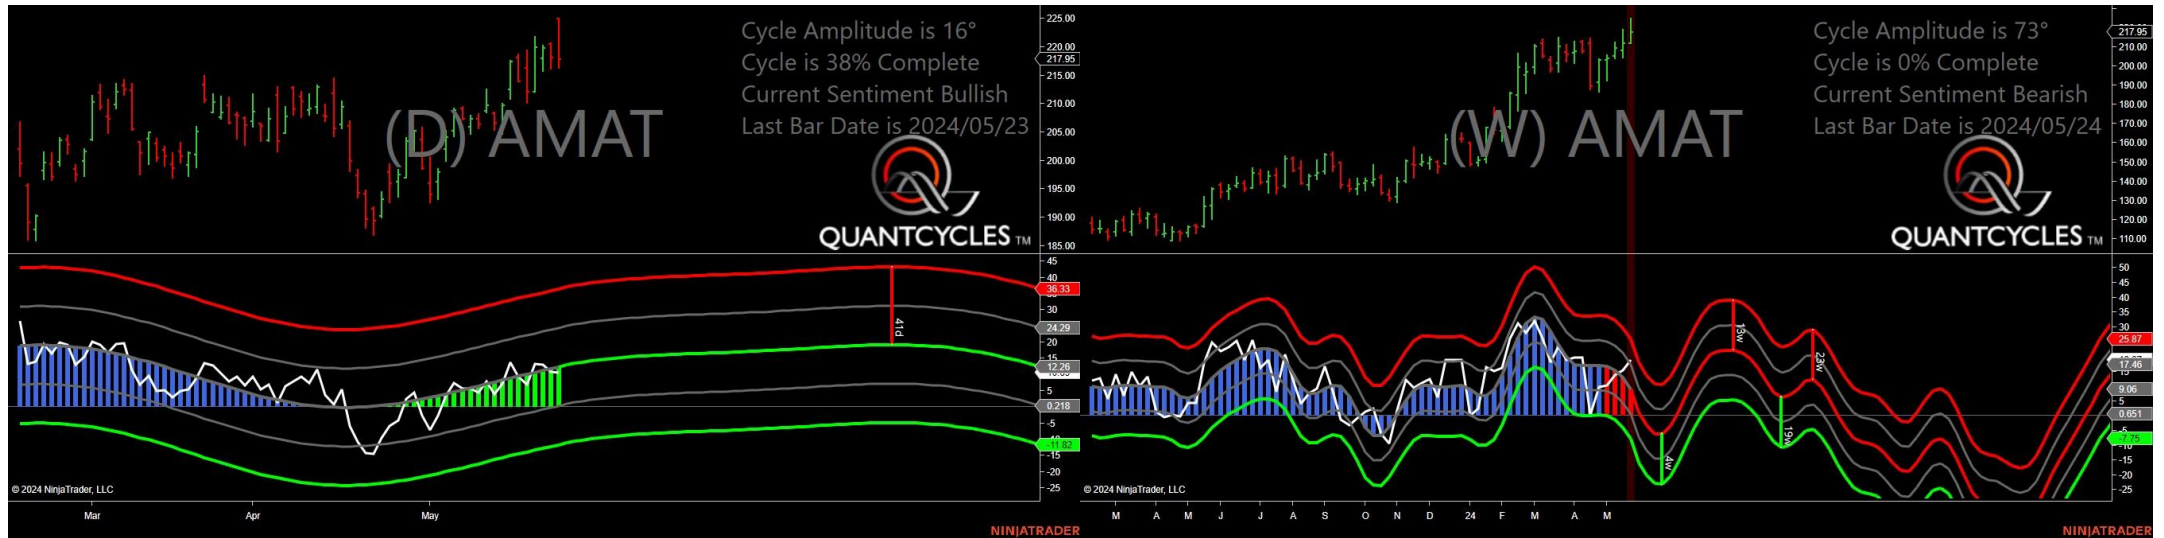 Cycle Amplitude is 16°
Cycle is 38% Complete
Current Sentiment Bullish
Last Bar Date is 2024/05/23
(D) AMAT
QUANTCYCLES TM
225.00
220.00
217.95
215.00
210.00
205.00
200.00
195.00
190.00
185.00
45
40
36.33
30
24.29
20
15
12.26
5
0.218
-5
-11.82
-15
-20
-25
41d
© 2024 NinjaTrader, LLC
Mar
Apr
May
NINJATRADER
Cycle Amplitude is 73°
Cycle is 0% Complete
Current Sentiment Bearish
Last Bar Date is 2024/05/24
(W) AMAT
QUANTCYCLES TM
217.95
210.00
200.00
190.00
180.00
170.00
160.00
150.00
140.00
130.00
120.00
110.00
50
45
40
35
30
25.87
17.46
15
9.06
5
0.651
-7.75
-15
-20
-25
13w
23w
19w
4w
© 2024 NinjaTrader, LLC
M
A
M
J
J
A
S
O
N
D
24
F
M
A
M
NINJATRADER